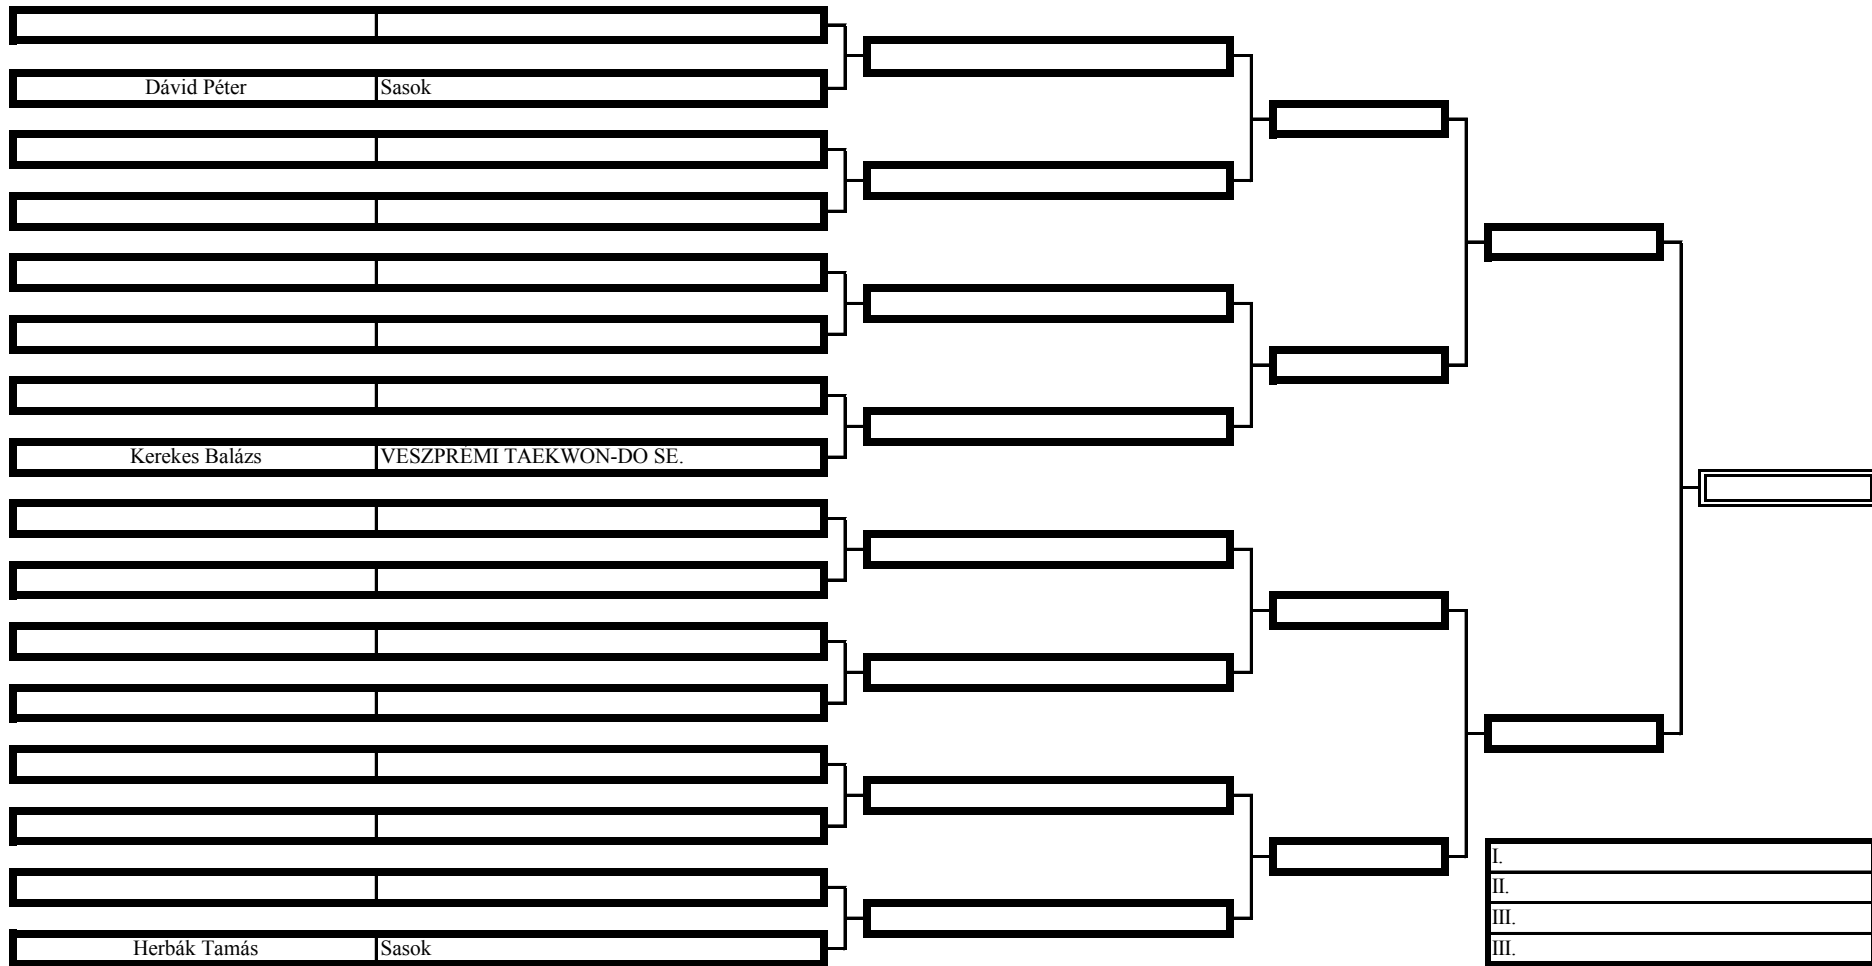 Dávid Péter Sasok
Kerekes Balázs VESZPRÉMI TAEKWON-DO SE.
Herbák Tamás Sasok
I.
II.
III.
III.